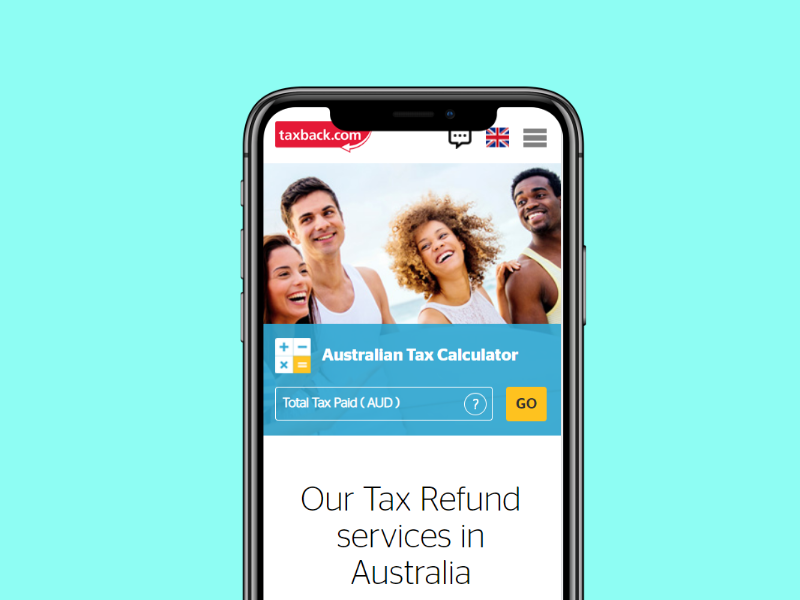 taxback.com
Australian Tax Calculator
Total Tax Paid ( AUD ) ?
GO
Our Tax Refund
services in
Australia